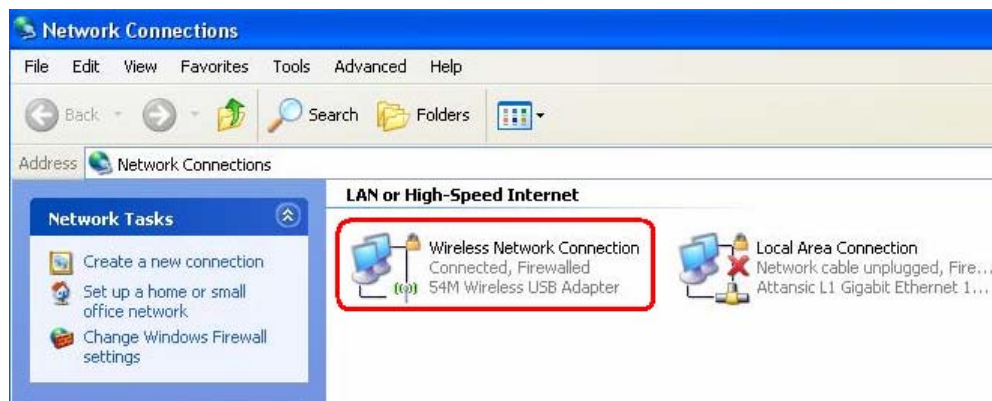 Network Connections
File Edit View Favorites Tools Advanced Help
Back Search Folders
Address Network Connections
Network Tasks
Create a new connection
Set up a home or small
office network
Change Windows Firewall
settings
LAN or High-Speed Internet
Wireless Network Connection
Connected, Firewalled
54M Wireless USB Adapter
Local Area Connection
Network cable unplugged, Fire...
Attansic L1 Gigabit Ethernet 1...